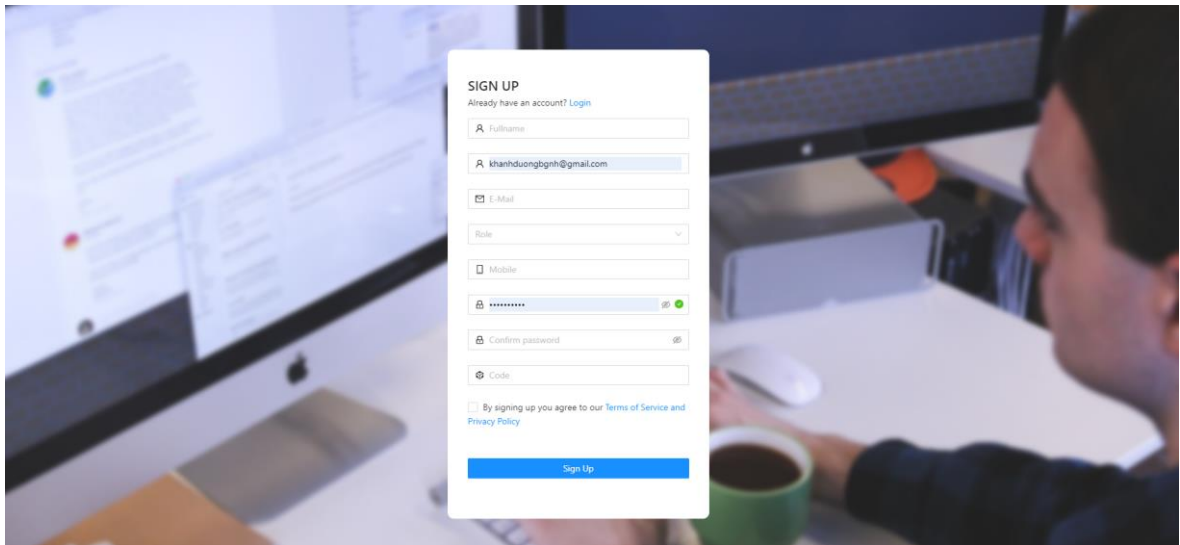 SIGN UP
Already have an account? Login
Fullname
khanhduongbgnh@gmail.com
E-Mail
Role
Mobile
••••••••••
Confirm password
Code
By signing up you agree to our Terms of Service and
Privacy Policy
Sign Up